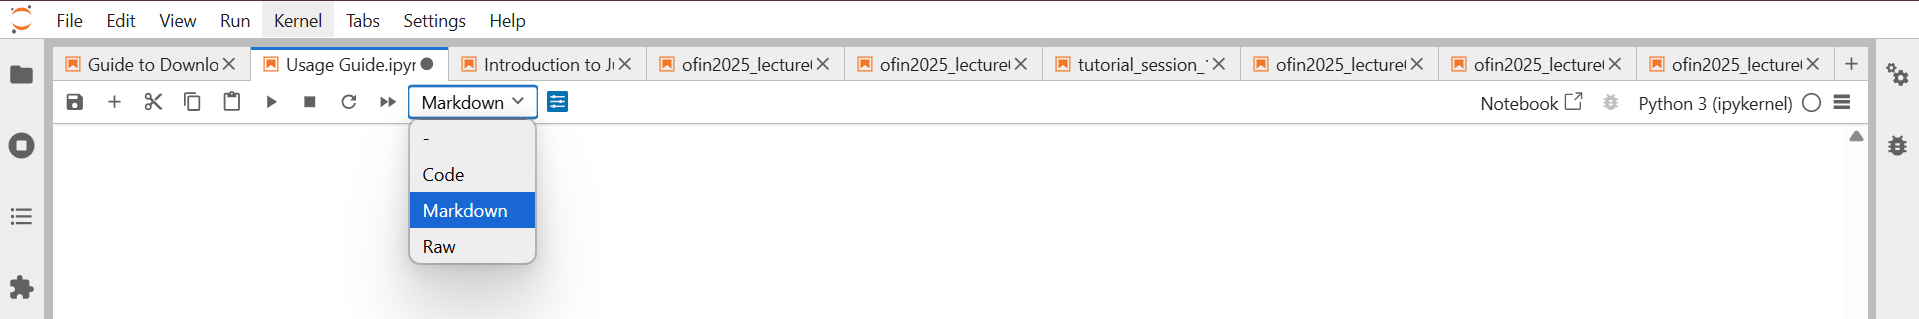 File Edit View Run Kernel Tabs Settings Help
Guide to Downlo Usage Guide.ipyn Introduction to Ju ofin2025_lecture ofin2025_lecture tutorial_session_ ofin2025_lecture ofin2025_lecture ofin2025_lecture
Markdown Notebook Python 3 (ipykernel)
-
Code
Markdown
Raw